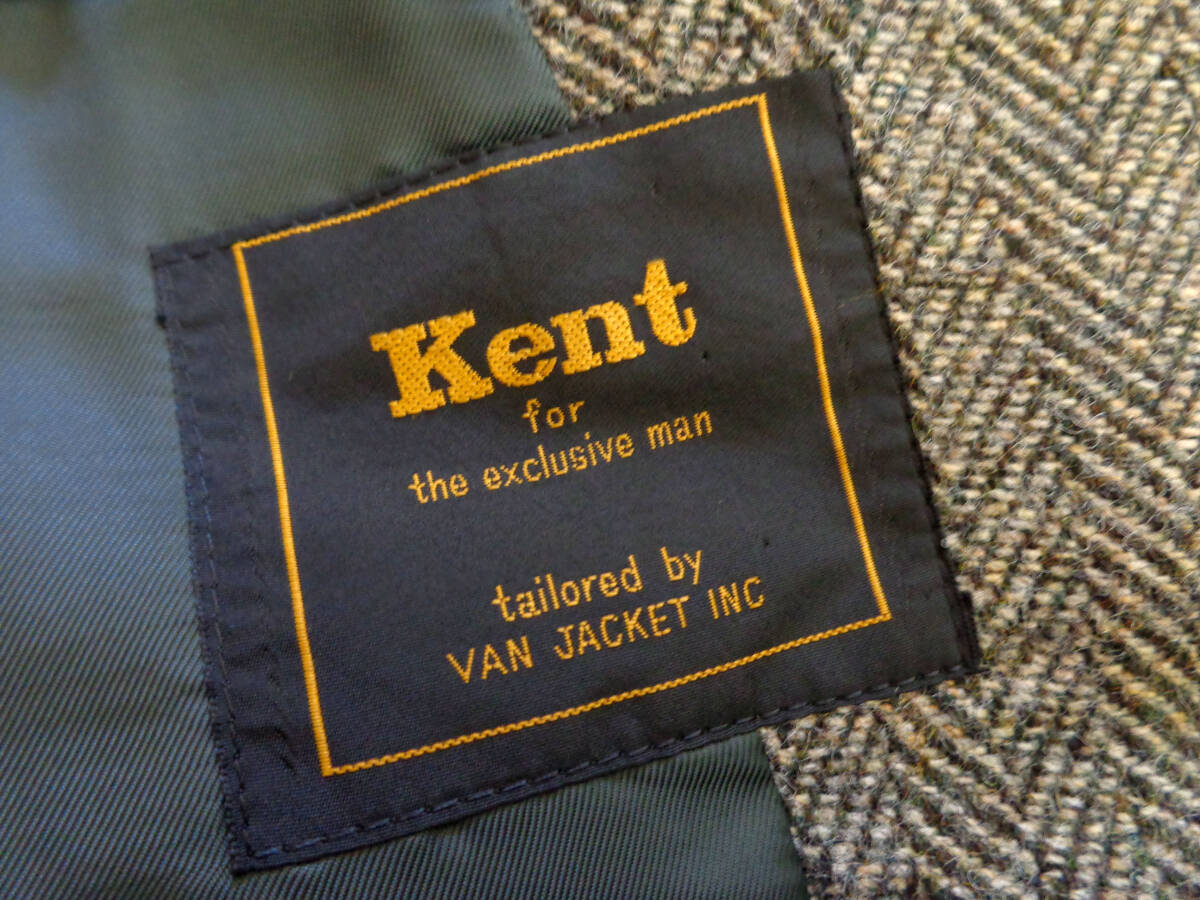 Kent
for
the exclusive man
tailored by
VAN JACKET INC